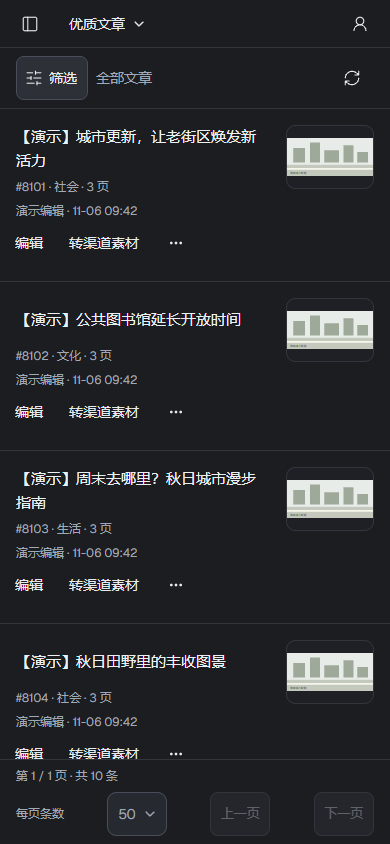 优质文章
筛选 全部文章
【演示】城市更新，让老街区焕发新
活力
#8101 · 社会 · 3 页
演示编辑 · 11-06 09:42
编辑 转渠道素材 ···
【演示】公共图书馆延长开放时间
#8102 · 文化 · 3 页
演示编辑 · 11-06 09:42
编辑 转渠道素材 ···
【演示】周末去哪里？秋日城市漫步
指南
#8103 · 生活 · 3 页
演示编辑 · 11-06 09:42
编辑 转渠道素材 ···
【演示】秋日田野里的丰收图景
#8104 · 社会 · 3 页
演示编辑 · 11-06 09:42
编辑 转渠道素材 ···
第 1 / 1 页 · 共 10 条
每页条数 50 上一页 下一页